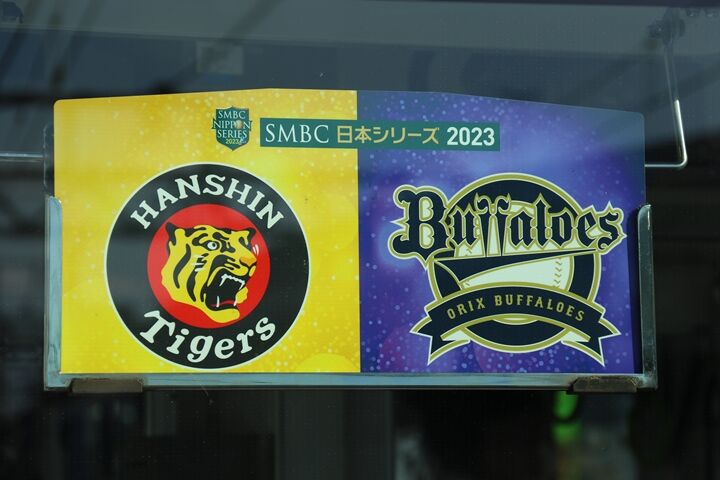 SMBC
NIPPON
SERIES
2023
SMBC 日本シリーズ 2023
HANSHIN
Tigers
Buffaloes
ORIX BUFFALOES